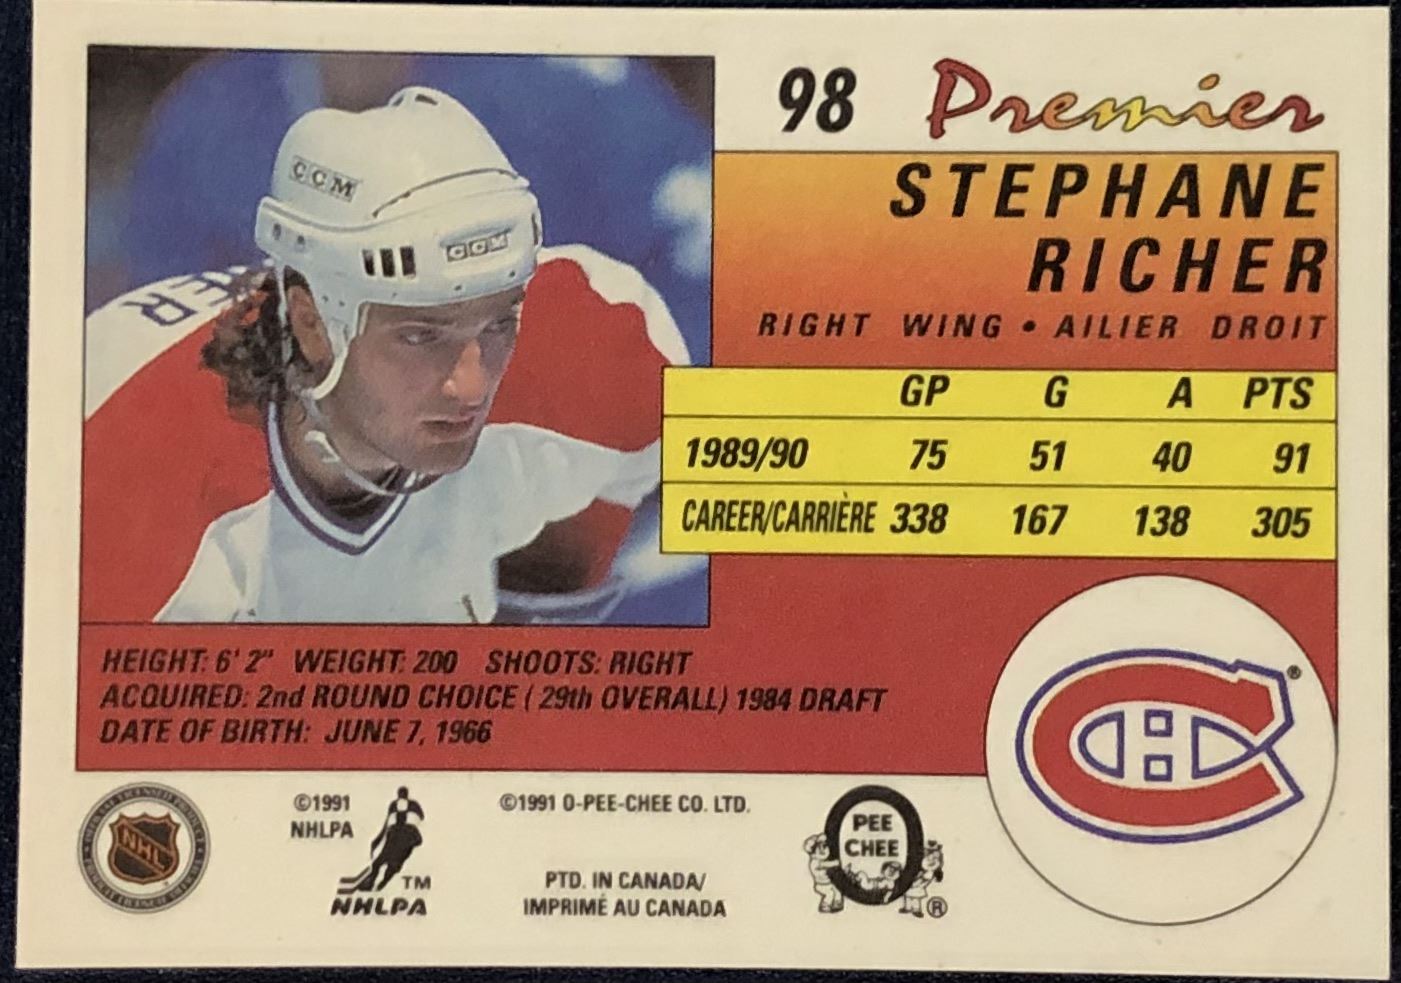 98 Premier
STEPHANE
RICHER
RIGHT WING • AILIER DROIT
GP G A PTS
1989/90 75 51 40 91
CAREER/CARRIÈRE 338 167 138 305
CCM
CCM
HEIGHT: 6' 2" WEIGHT: 200 SHOOTS: RIGHT
ACQUIRED: 2nd ROUND CHOICE ( 29th OVERALL) 1984 DRAFT
DATE OF BIRTH: JUNE 7, 1966
NHL
©1991
NHLPA
TM
NHLPA
©1991 O-PEE-CHEE CO. LTD.
PTD. IN CANADA/
IMPRIMÉ AU CANADA
O
PEE
CHEE
®
CH
®